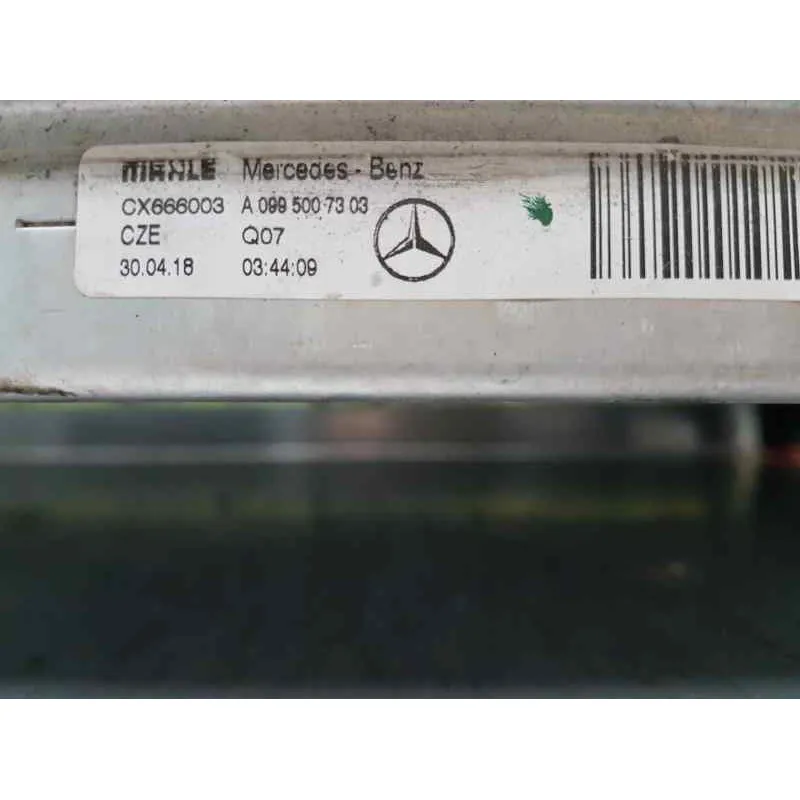 MAHLE Mercedes-Benz
CX666003 A 099 500 73 03
CZE Q07
30.04.18 03:44:09